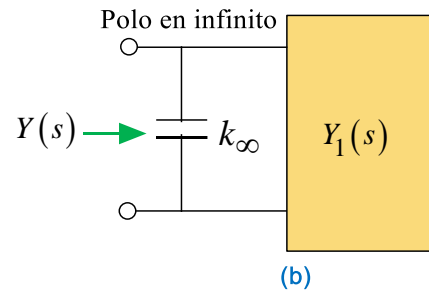 Polo en infinito
Y(s)
k∞
Y₁(s)
(b)